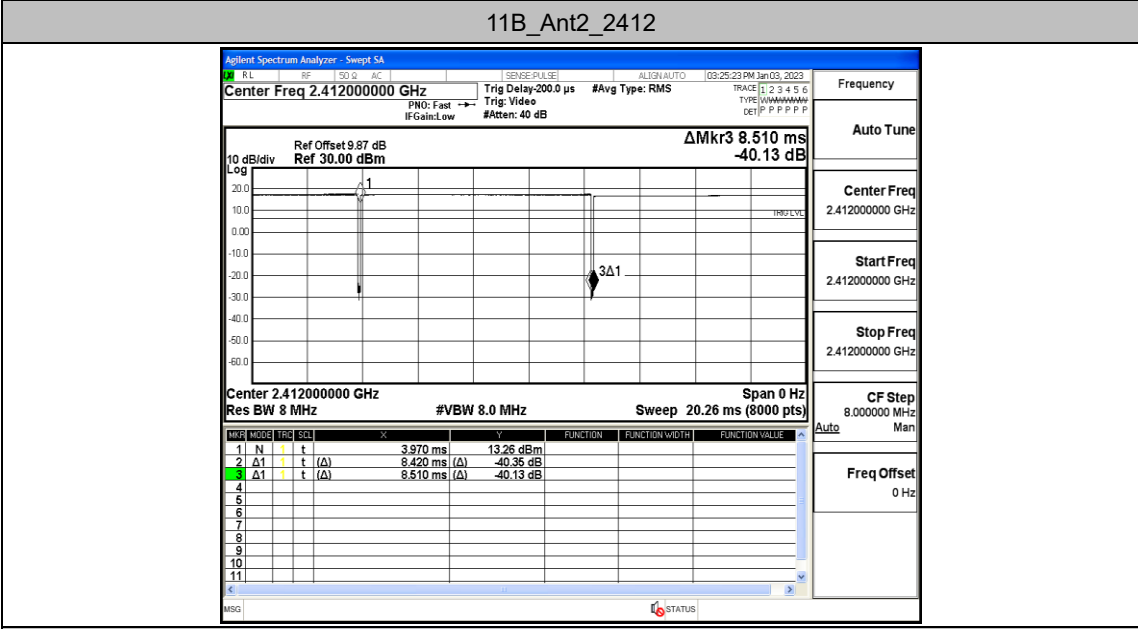 11B_Ant2_2412
Agilent Spectrum Analyzer - Swept SA
RL RF 50 Ω AC SENSE:PULSE ALIGN AUTO 03:25:23 PM Jan 03, 2023
Center Freq 2.412000000 GHz
PNO: Fast
IFGain:Low
Trig Delay-200.0 µs
Trig: Video
#Atten: 40 dB
#Avg Type: RMS
TRACE 1 2 3 4 5 6
TYPE
DET P P P P P P
ΔMkr3 8.510 ms
-40.13 dB
Ref Offset 9.87 dB
10 dB/div Ref 30.00 dBm
Log
20.0
10.0
0.00
-10.0
-20.0
-30.0
-40.0
-50.0
-60.0
1
TRIG LVL
3Δ1
Center 2.412000000 GHz Span 0 Hz
Res BW 8 MHz #VBW 8.0 MHz Sweep 20.26 ms (8000 pts)
MKR MODE TRC SCL X Y FUNCTION FUNCTION WIDTH FUNCTION VALUE
1 N 1 t 3.970 ms 13.26 dBm
2 Δ1 1 t (Δ) 8.420 ms (Δ) -40.35 dB
3 Δ1 1 t (Δ) 8.510 ms (Δ) -40.13 dB
4
5
6
7
8
9
10
11
MSG STATUS
Frequency
Auto Tune
Center Freq
2.412000000 GHz
Start Freq
2.412000000 GHz
Stop Freq
2.412000000 GHz
CF Step
8.000000 MHz
Auto Man
Freq Offset
0 Hz